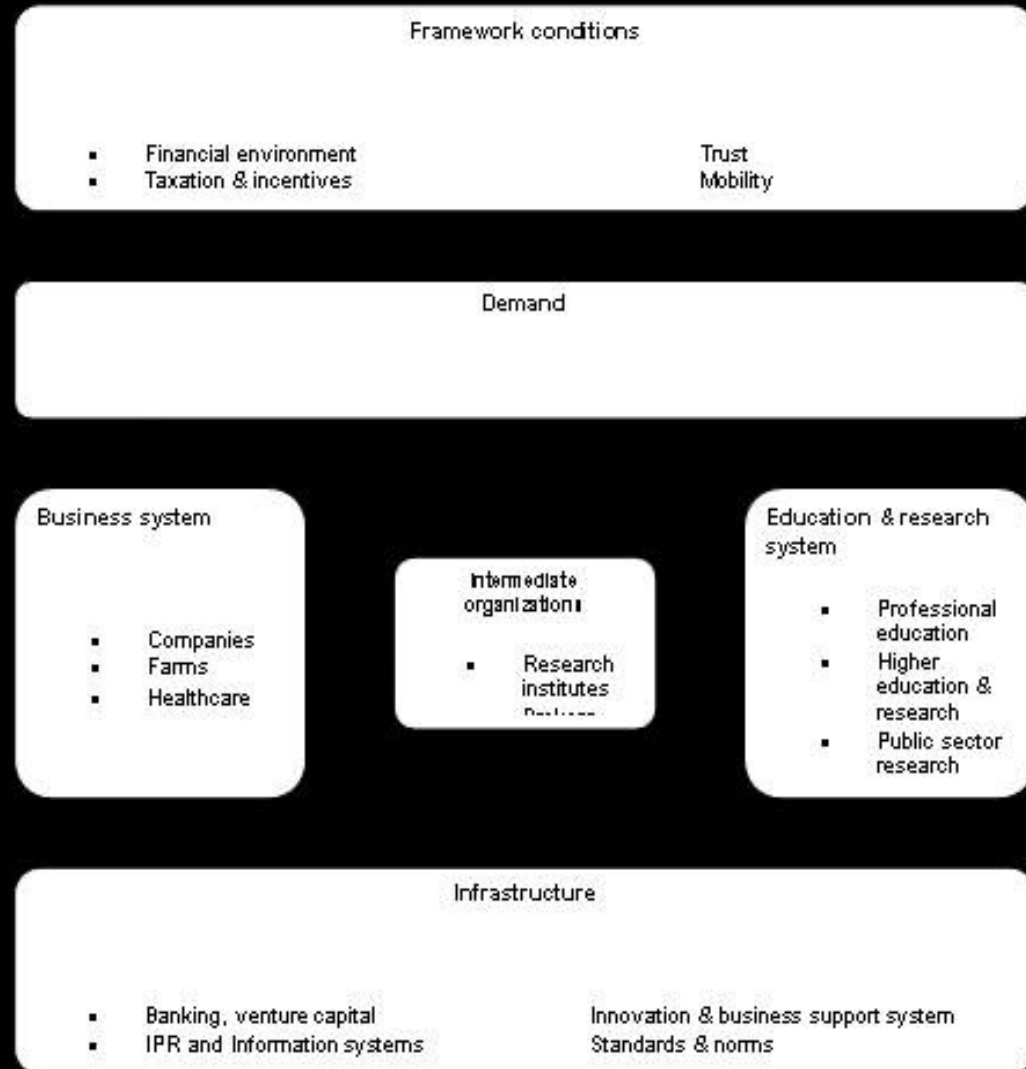 Framework conditions
▪ Financial environment Trust
▪ Taxation & incentives Mobility
Demand
Business system
▪ Companies
▪ Farms
▪ Healthcare
Intermediate
organizations
▪ Research
institutes
Education & research
system
▪ Professional
education
▪ Higher
education &
research
▪ Public sector
research
Infrastructure
▪ Banking, venture capital Innovation & business support system
▪ IPR and Information systems Standards & norms